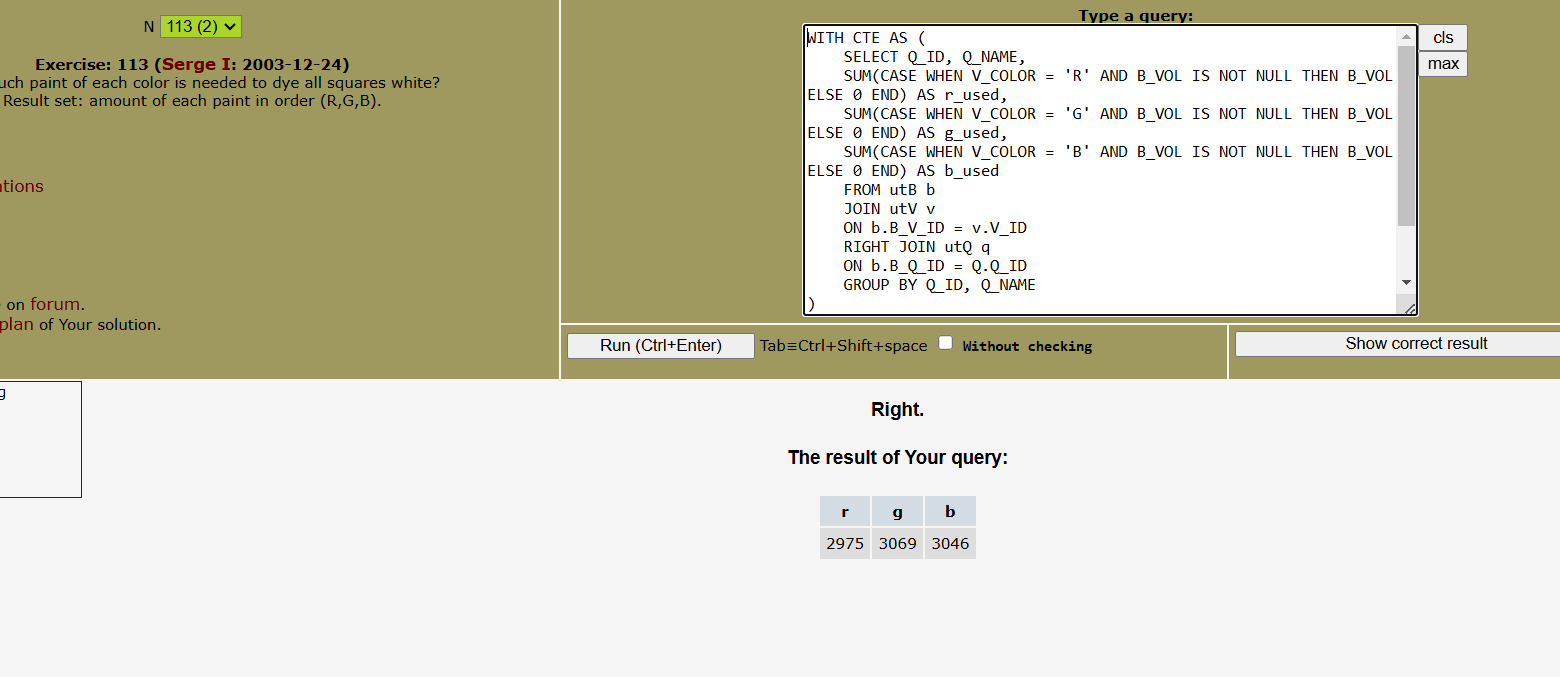 N 113 (2)
Exercise: 113 (Serge I: 2003-12-24)
paint of each color is needed to dye all squares white?
Result set: amount of each paint in order (R,G,B).
on forum.
plan of Your solution.
Type a query:
WITH CTE AS (
SELECT Q_ID, Q_NAME,
SUM(CASE WHEN V_COLOR = 'R' AND B_VOL IS NOT NULL THEN B_VOL
ELSE 0 END) AS r_used,
SUM(CASE WHEN V_COLOR = 'G' AND B_VOL IS NOT NULL THEN B_VOL
ELSE 0 END) AS g_used,
SUM(CASE WHEN V_COLOR = 'B' AND B_VOL IS NOT NULL THEN B_VOL
ELSE 0 END) AS b_used
FROM utB b
JOIN utV v
ON b.B_V_ID = v.V_ID
RIGHT JOIN utQ q
ON b.B_Q_ID = Q.Q_ID
GROUP BY Q_ID, Q_NAME
)
cls
max
Run (Ctrl+Enter) Tab≡Ctrl+Shift+space Without checking
Show correct result
Right.
The result of Your query:
r g b
2975 3069 3046